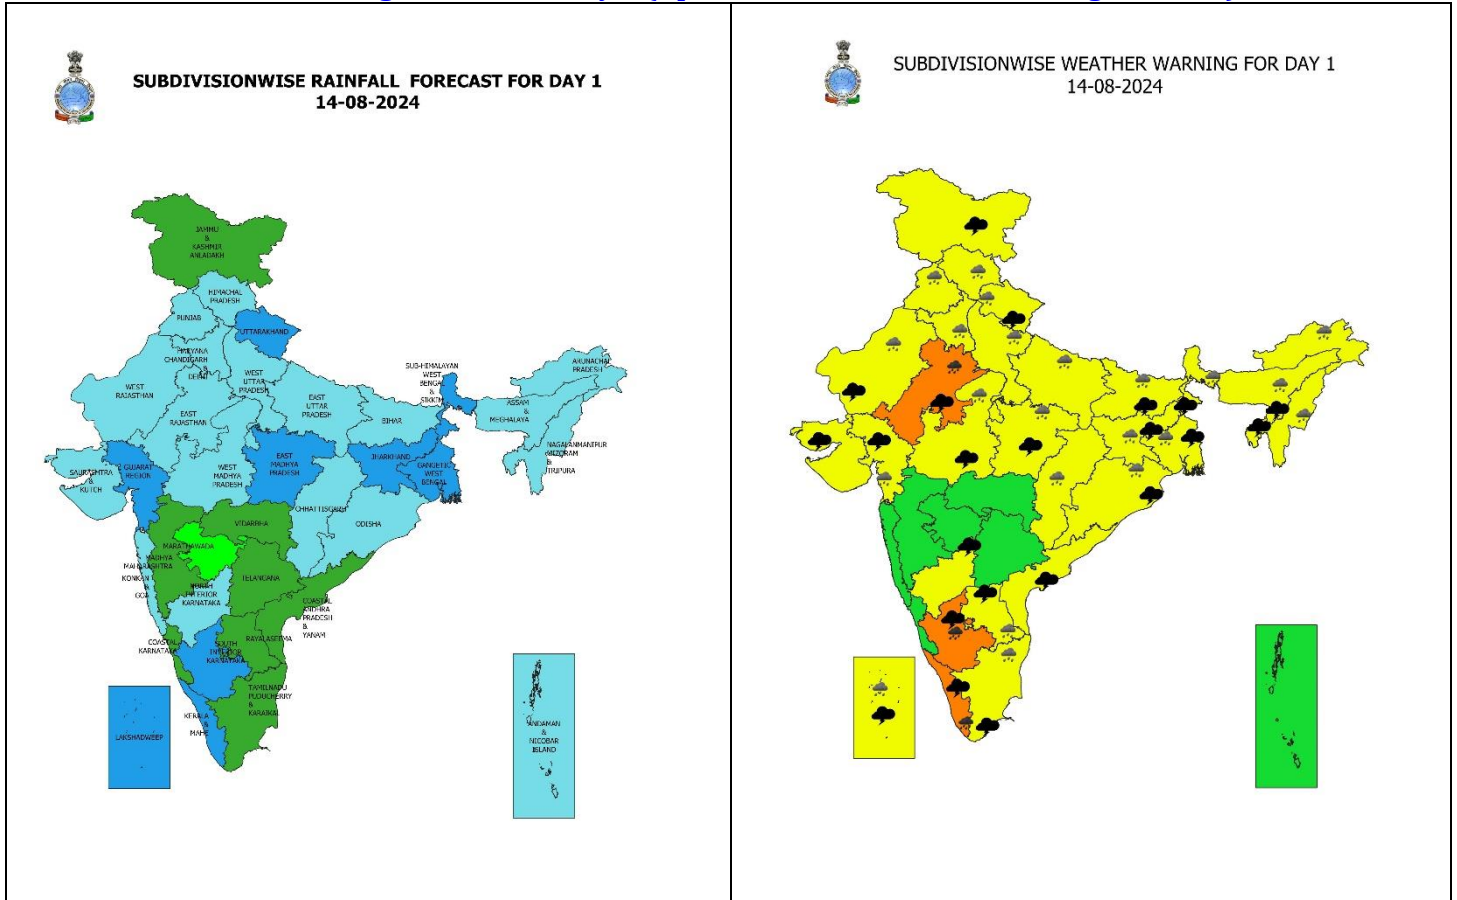 SUBDIVISIONWISE RAINFALL FORECAST FOR DAY 1
14-08-2024
JAMMU
&
KASHMIR
ANLADAKH
HIMACHAL
PRADESH
PUNJAB
UTTARAKHAND
HARYANA
CHANDIGARH
&
DELHI
WEST
RAJASTHAN
WEST
UTTAR
PRADESH
EAST
UTTAR
PRADESH
SUB-HIMALAYAN
WEST
BENGAL
&
SIKKIM
ARUNACHAL
PRADESH
ASSAM
&
MEGHALAYA
EAST
RAJASTHAN
BIHAR
NAGALANMANIPUR
MIZORAM
&
TRIPURA
SAURASHTRA
&
KUTCH
GUJARAT
REGION
WEST
MADHYA
PRADESH
EAST
MADHYA
PRADESH
JHARKHAND
GANGETIC
WEST
BENGAL
CHHATTISGARH
ODISHA
VIDARBHA
MARATHAWADA
MADHYA
MAHARASHTRA
KONKAN
&
GOA
NORTH
INTERIOR
KARNATAKA
TELANGANA
COASTAL
ANDHRA
PRADESH
&
YANAM
COASTAL
KARNATAKA
SOUTH
INTERIOR
KARNATAKA
RAYALASEEMA
TAMILNADU
PUDUCHERRY
&
KARAIKAL
KERALA
&
MAHE
LAKSHADWEEP
ANDAMAN
&
NICOBAR
ISLAND
SUBDIVISIONWISE WEATHER WARNING FOR DAY 1
14-08-2024